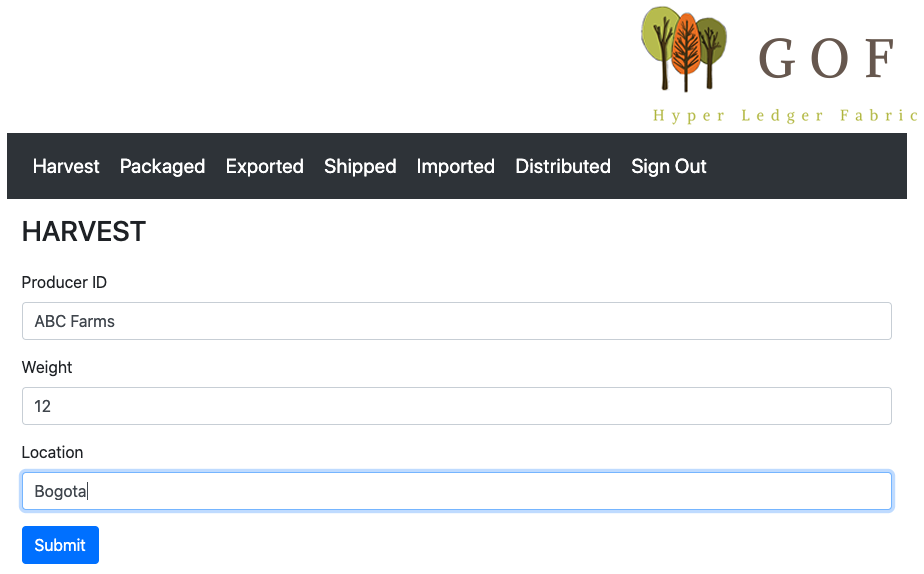 GOF
Hyper Ledger Fabric
Harvest Packaged Exported Shipped Imported Distributed Sign Out
HARVEST
Producer ID
ABC Farms
Weight
12
Location
Bogota
Submit